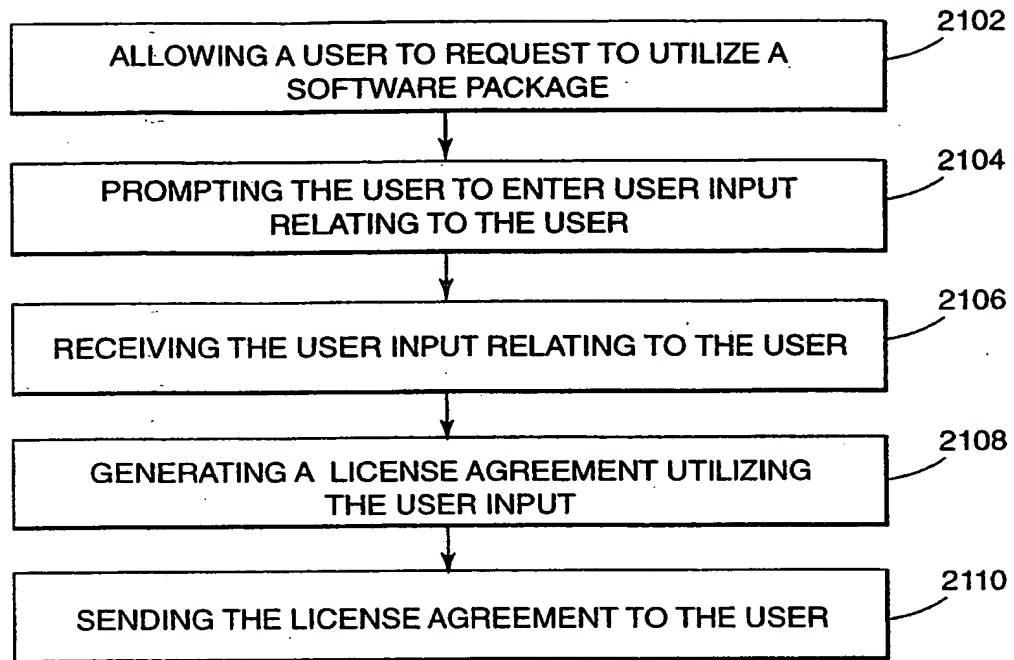 2102
ALLOWING A USER TO REQUEST TO UTILIZE A
SOFTWARE PACKAGE
2104
PROMPTING THE USER TO ENTER USER INPUT
RELATING TO THE USER
2106
RECEIVING THE USER INPUT RELATING TO THE USER
2108
GENERATING A LICENSE AGREEMENT UTILIZING
THE USER INPUT
2110
SENDING THE LICENSE AGREEMENT TO THE USER